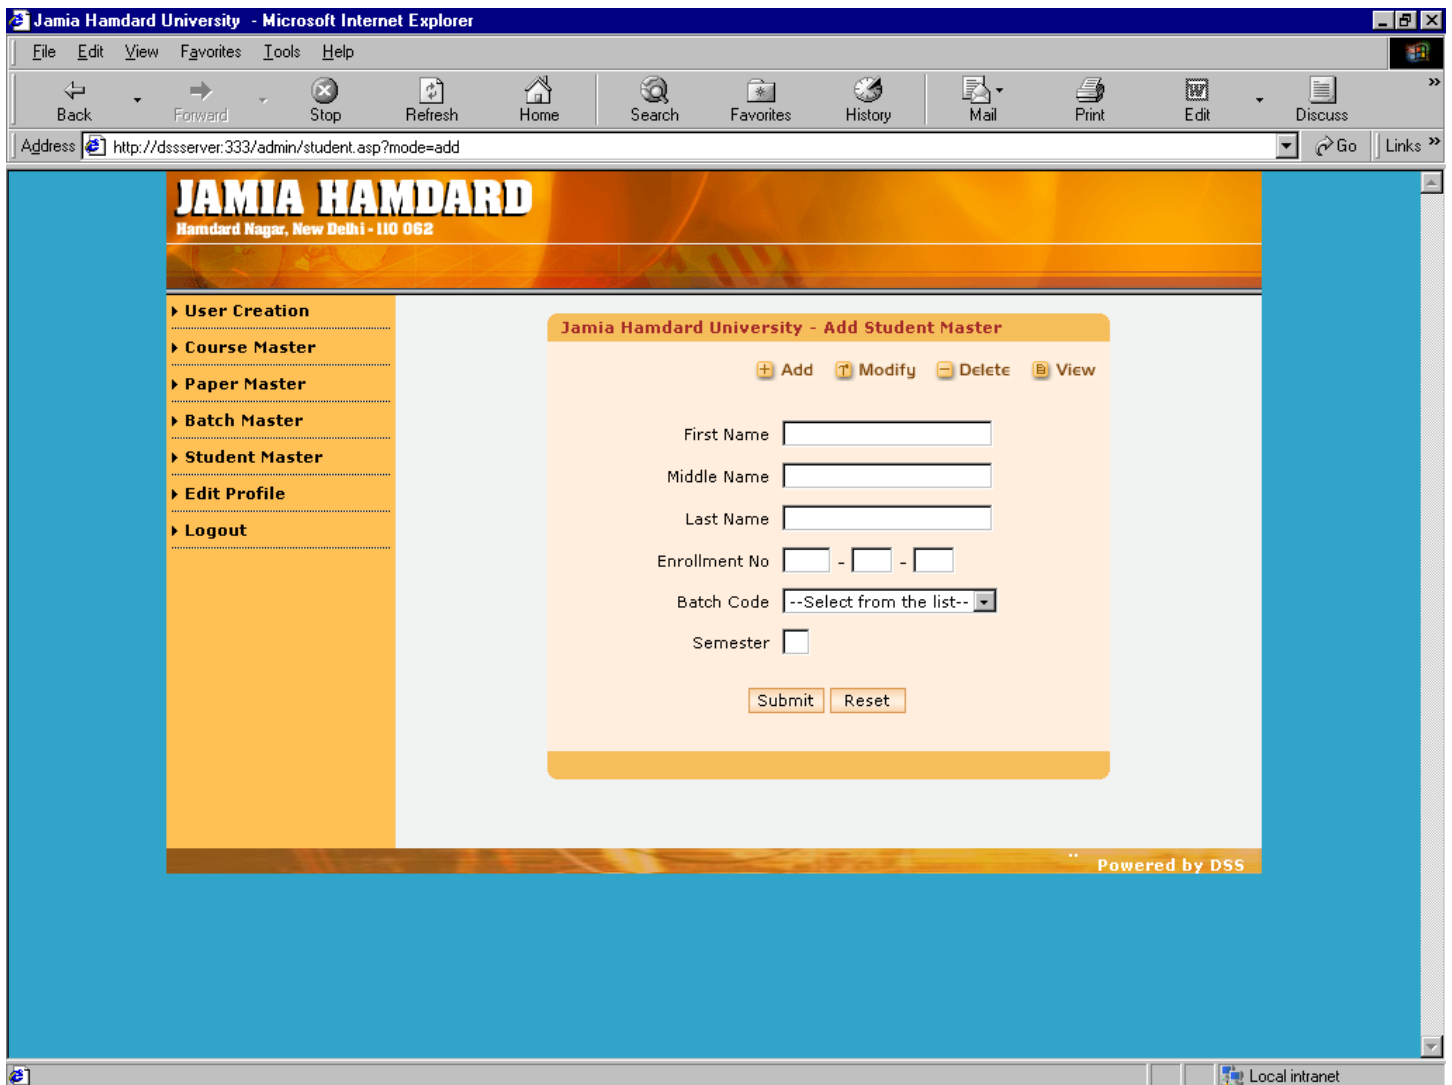 Jamia Hamdard University - Microsoft Internet Explorer
File Edit View Favorites Tools Help
Back Forward Stop Refresh Home Search Favorites History Mail Print Edit Discuss »
Address http://dssserver:333/admin/student.asp?mode=add Go Links »
JAMIA HAMDARD
Hamdard Nagar, New Delhi - 110 062
User Creation
Course Master
Paper Master
Batch Master
Student Master
Edit Profile
Logout
Jamia Hamdard University - Add Student Master
Add Modify Delete View
First Name
Middle Name
Last Name
Enrollment No - -
Batch Code --Select from the list--
Semester
Submit Reset
Powered by DSS
Local intranet